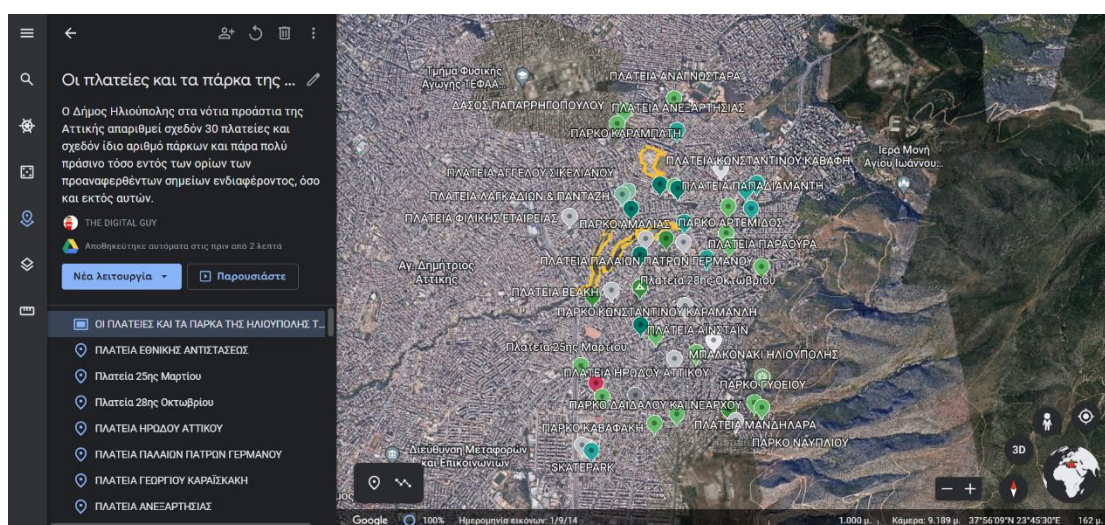 Οι πλατείες και τα πάρκα της ...
Ο Δήμος Ηλιούπολης στα νότια προάστια της
Αττικής απαριθμεί σχεδόν 30 πλατείες και
σχεδόν ίδιο αριθμό πάρκων και πάρα πολύ
πράσινο τόσο εντός των ορίων των
προαναφερθέντων σημείων ενδιαφέροντος, όσο
και εκτός αυτών.
THE DIGITAL GUY
Αποθηκεύτηκε αυτόματα στις πριν από 2 λεπτά
Νέα λειτουργία
Παρουσιάστε
ΟΙ ΠΛΑΤΕΙΕΣ ΚΑΙ ΤΑ ΠΑΡΚΑ ΤΗΣ ΗΛΙΟΥΠΟΛΗΣ Τ...
ΠΛΑΤΕΙΑ ΕΘΝΙΚΗΣ ΑΝΤΙΣΤΑΣΕΩΣ
Πλατεία 25ης Μαρτίου
Πλατεία 28ης Οκτωβρίου
ΠΛΑΤΕΙΑ ΗΡΩΔΟΥ ΑΤΤΙΚΟΥ
ΠΛΑΤΕΙΑ ΠΑΛΑΙΩΝ ΠΑΤΡΩΝ ΓΕΡΜΑΝΟΥ
ΠΛΑΤΕΙΑ ΓΕΩΡΓΙΟΥ ΚΑΡΑΪΣΚΑΚΗ
ΠΛΑΤΕΙΑ ΑΝΕΞΑΡΤΗΣΙΑΣ
Τμήμα Φυσικής
Αγωγής ΤΕΦΑΑ...
ΠΛΑΤΕΙΑ ΑΝΑΓΝΩΣΤΑΡΑ
ΔΑΣΟΣ ΠΑΠΑΡΡΗΓΟΠΟΥΛΟΥ
ΠΛΑΤΕΙΑ ΑΝΕΞΑΡΤΗΣΙΑΣ
ΠΑΡΚΟ ΚΑΡΑΜΠΑΤΗ
Ιερά Μονή
Αγίου Ιωάννου...
ΠΛΑΤΕΙΑ ΚΩΝΣΤΑΝΤΙΝΟΥ ΚΑΒΑΦΗ
ΠΛΑΤΕΙΑ ΑΓΓΕΛΟΥ ΣΙΚΕΛΙΑΝΟΥ
ΠΛΑΤΕΙΑ ΠΑΠΑΔΙΑΜΑΝΤΗ
ΠΛΑΤΕΙΑ ΛΑΓΚΑΔΙΩΝ & ΠΑΝΤΑΖΗ
ΠΛΑΤΕΙΑ ΦΙΛΙΚΗΣ ΕΤΑΙΡΕΙΑΣ
ΠΑΡΚΟ ΑΜΑΛΙΑΣ
ΠΑΡΚΟ ΑΡΤΕΜΙΔΟΣ
ΠΛΑΤΕΙΑ ΠΑΡΑΟΥΡΑ
ΠΛΑΤΕΙΑ ΠΑΛΑΙΩΝ ΠΑΤΡΩΝ ΓΕΡΜΑΝΟΥ
Αγ. Δημήτριος
Αττικής
Πλατεία 28ης Οκτωβρίου
ΠΛΑΤΕΙΑ ΒΕΑΚΗ
ΠΑΡΚΟ ΚΩΝΣΤΑΝΤΙΝΟΥ ΚΑΡΑΜΑΝΛΗ
ΠΛΑΤΕΙΑ ΑΪΝΣΤΑΪΝ
Πλατεία 25ης Μαρτίου
ΜΠΑΛΚΟΝΑΚΙ ΗΛΙΟΥΠΟΛΗΣ
ΠΛΑΤΕΙΑ ΗΡΩΔΟΥ ΑΤΤΙΚΟΥ
ΠΑΡΚΟ ΓΥΘΕΙΟΥ
ΠΑΡΚΟ ΔΑΙΔΑΛΟΥ ΚΑΙ ΝΕΑΡΧΟΥ
ΠΑΡΚΟ ΚΑΒΑΦΑΚΗ
ΠΛΑΤΕΙΑ ΜΑΝΔΗΛΑΡΑ
ΠΑΡΚΟ ΝΑΥΠΛΙΟΥ
Διεύθυνση Μεταφορών
και Επικοινωνιών
SKATEPARK
3D
Google
100%
Ημερομηνία εικόνων: 1/9/14
1.000 μ.
Κάμερα: 9.189 μ.
37°56'09"N 23°45'30"E
162 μ.